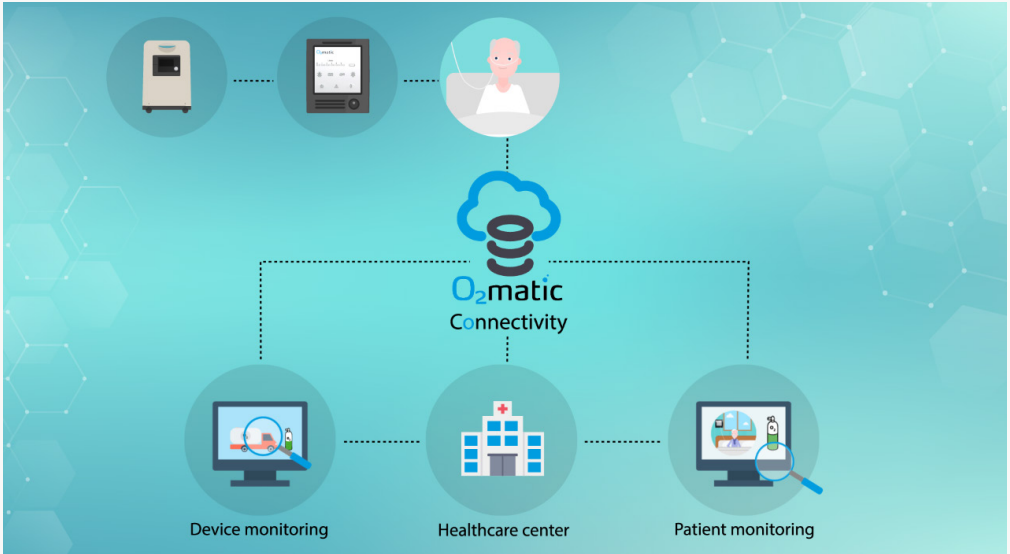 O₂matic
Connectivity
Device monitoring
Healthcare center
Patient monitoring